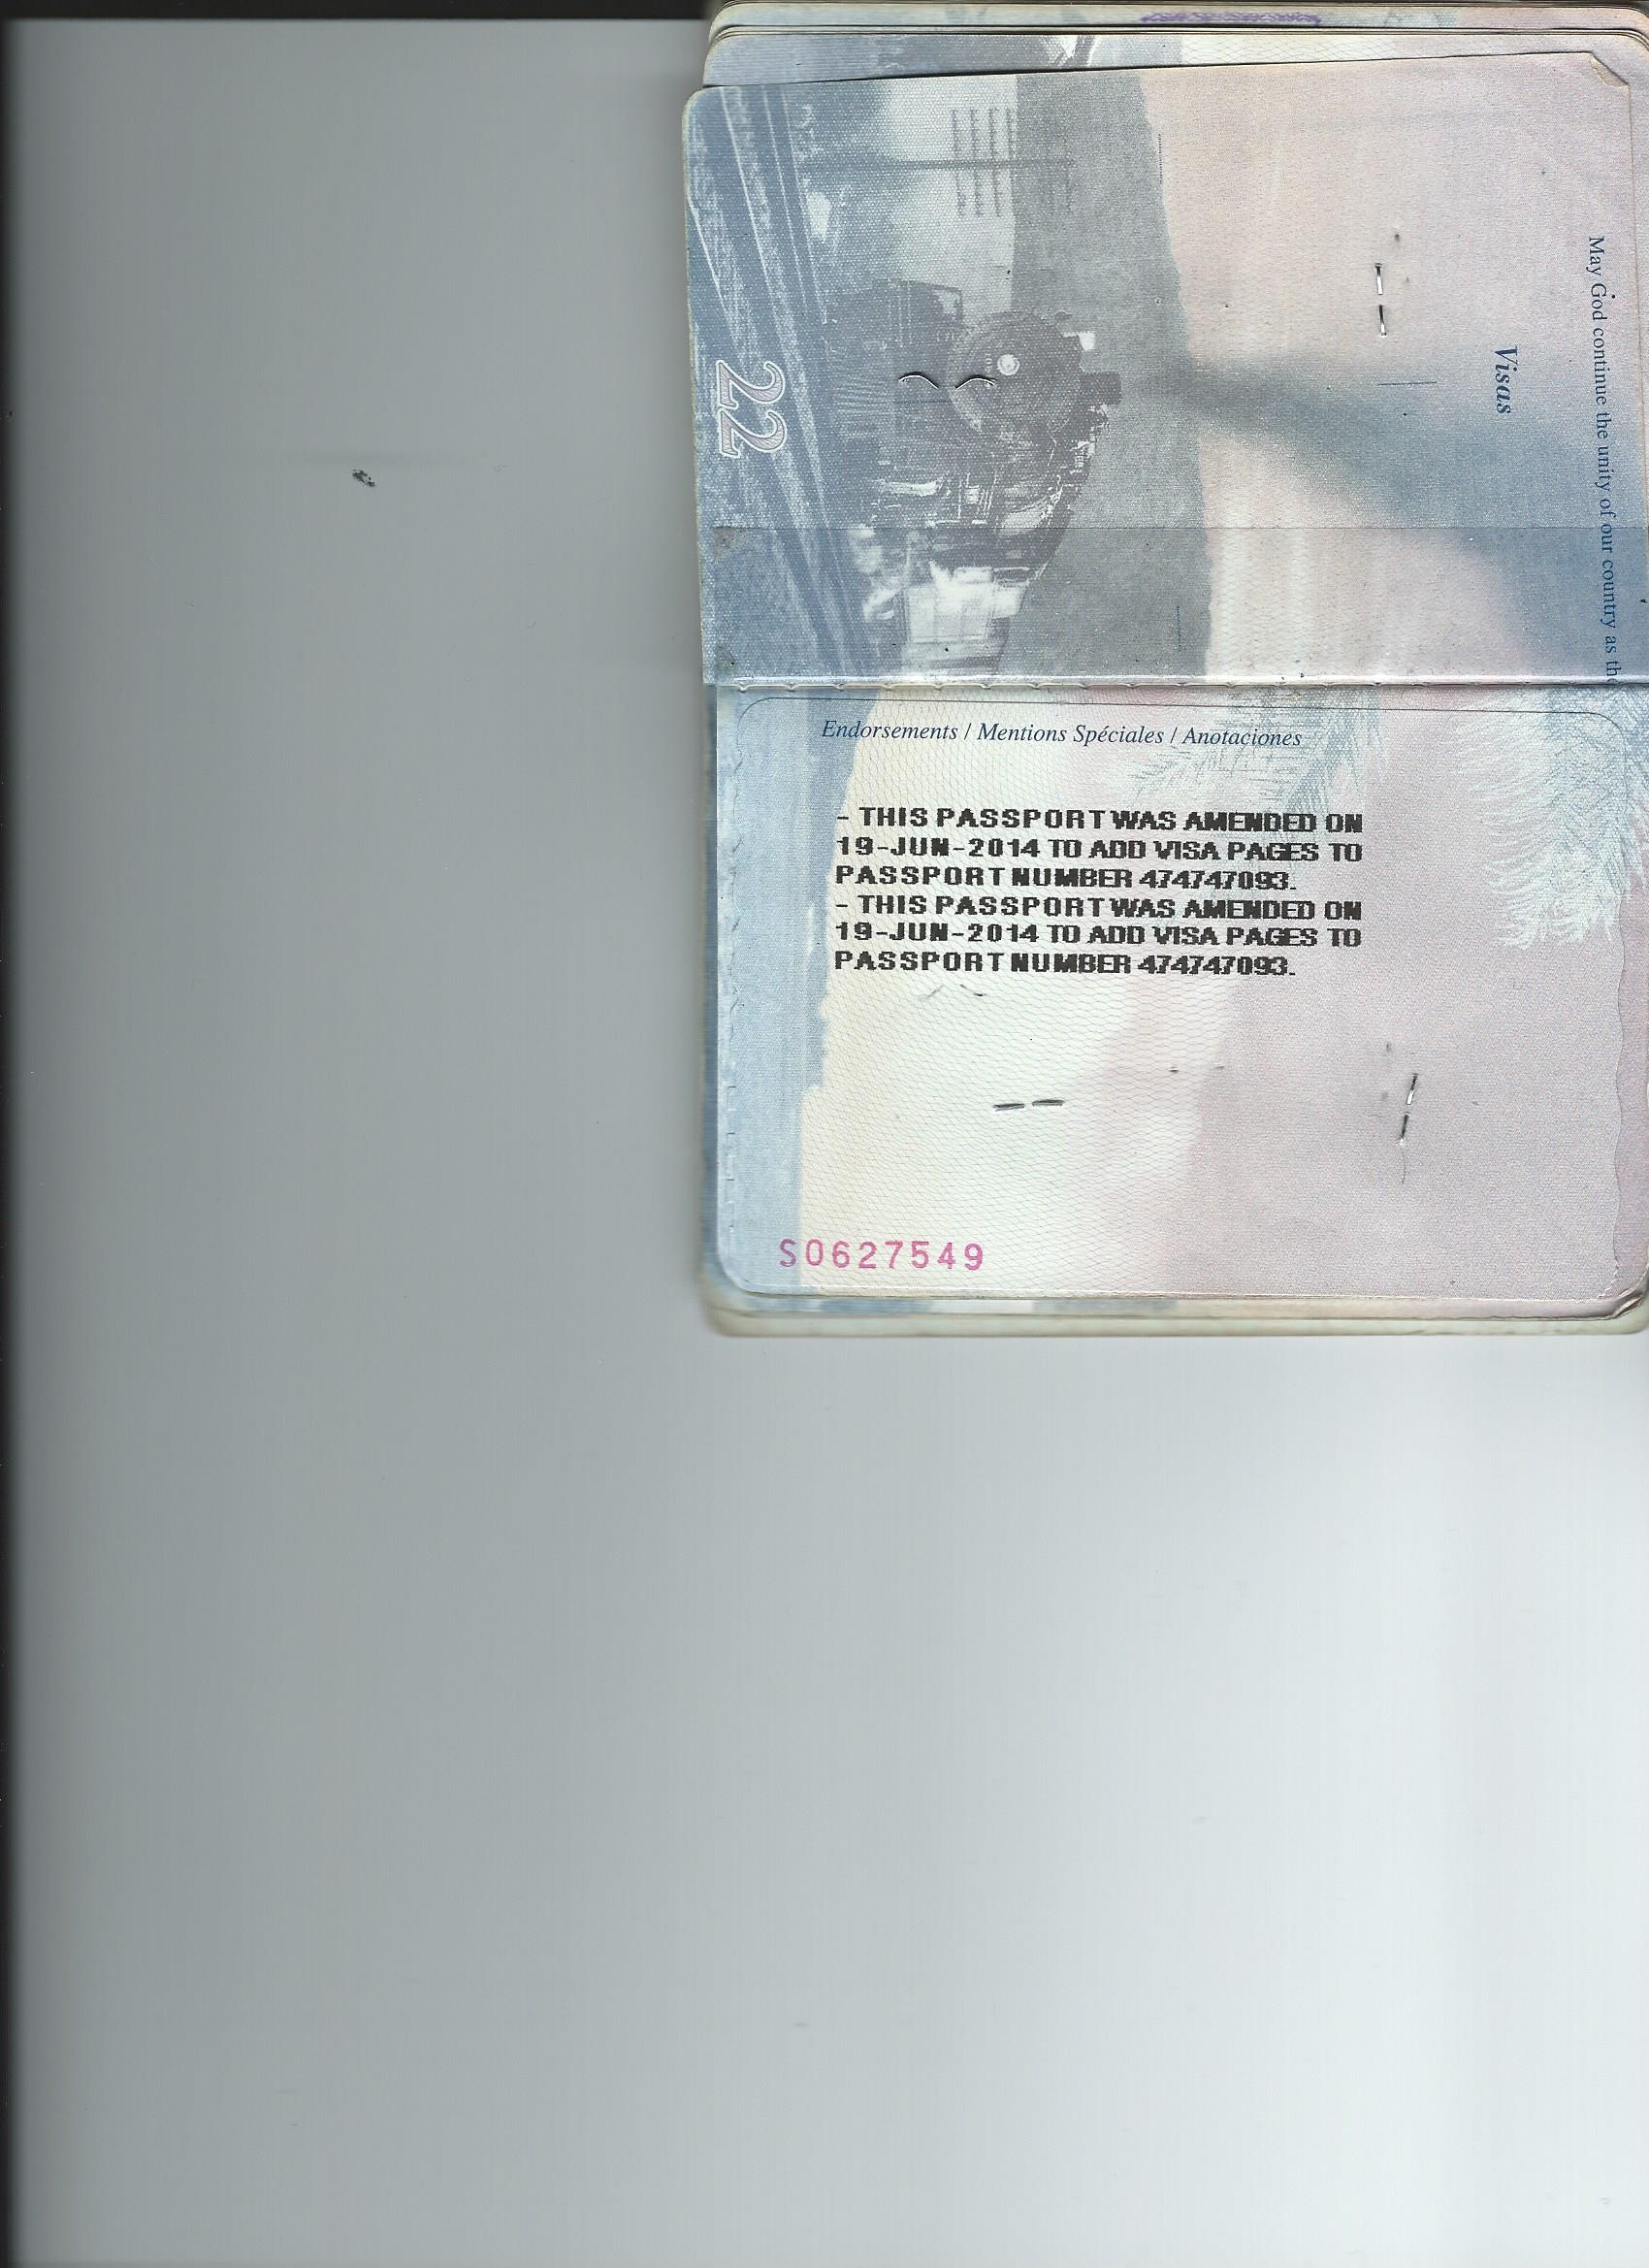 May God continue the unity of our country as the
Visas
22
Endorsements / Mentions Spéciales / Anotaciones
- THIS PASSPORT WAS AMENDED ON
19-JUN-2014 TO ADD VISA PAGES TO
PASSPORT NUMBER 474747093.
- THIS PASSPORT WAS AMENDED ON
19-JUN-2014 TO ADD VISA PAGES TO
PASSPORT NUMBER 474747093.
S0627549